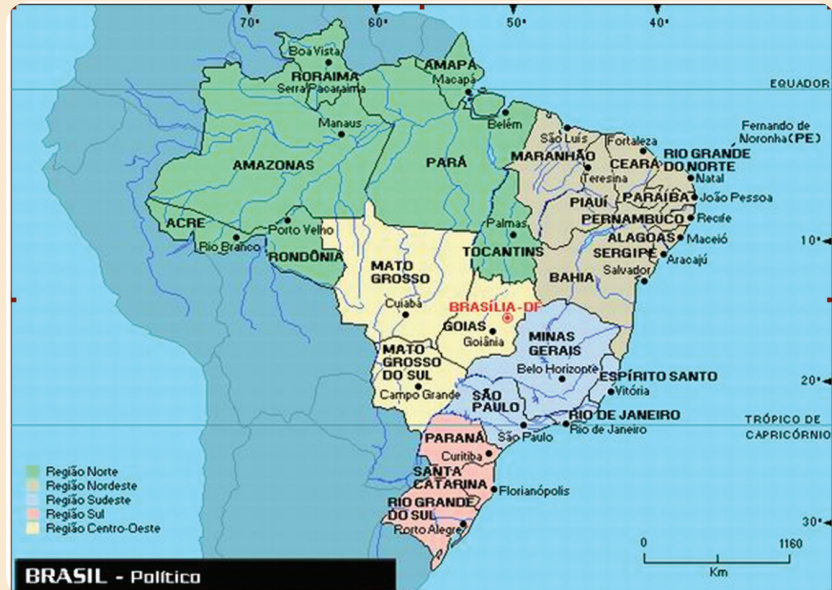 70°
60°
50°
40°
Boa Vista
RORAIMA
Serra Pacaraima
AMAPÁ
Macapá
EQUADOR
Manaus
Belém
São Luís
Fortaleza
Fernando de
Noronha(PE)
AMAZONAS
PARÁ
MARANHÃO
Teresina
CEARÁ
RIO GRANDE
DO NORTE
Natal
PIAUÍ
PARAÍBA
João Pessoa
ACRE
Rio Branco
Porto Velho
RONDÔNIA
Palmas
TOCANTINS
PERNAMBUCO
Recife
ALAGOAS
Maceió
SERGIPE
Aracajú
10°
MATO
GROSSO
Cuiabá
BAHIA
Salvador
BRASÍLIA-DF
GOIAS
Goiânia
MINAS
GERAIS
Belo Horizonte
MATO
GROSSO
DO SUL
Campo Grande
ESPÍRITO SANTO
Vitória
20°
SÃO
PAULO
São Paulo
RIO DE JANEIRO
Rio de Janeiro
TRÓPICO DE
CAPRICÓRNIO
PARANÁ
Curitiba
SANTA
CATARINA
Florianópolis
RIO GRANDE
DO SUL
Porto Alegre
30°
Região Norte
Região Nordeste
Região Sudeste
Região Sul
Região Centro-Oeste
0
1160
Km
BRASIL - Político